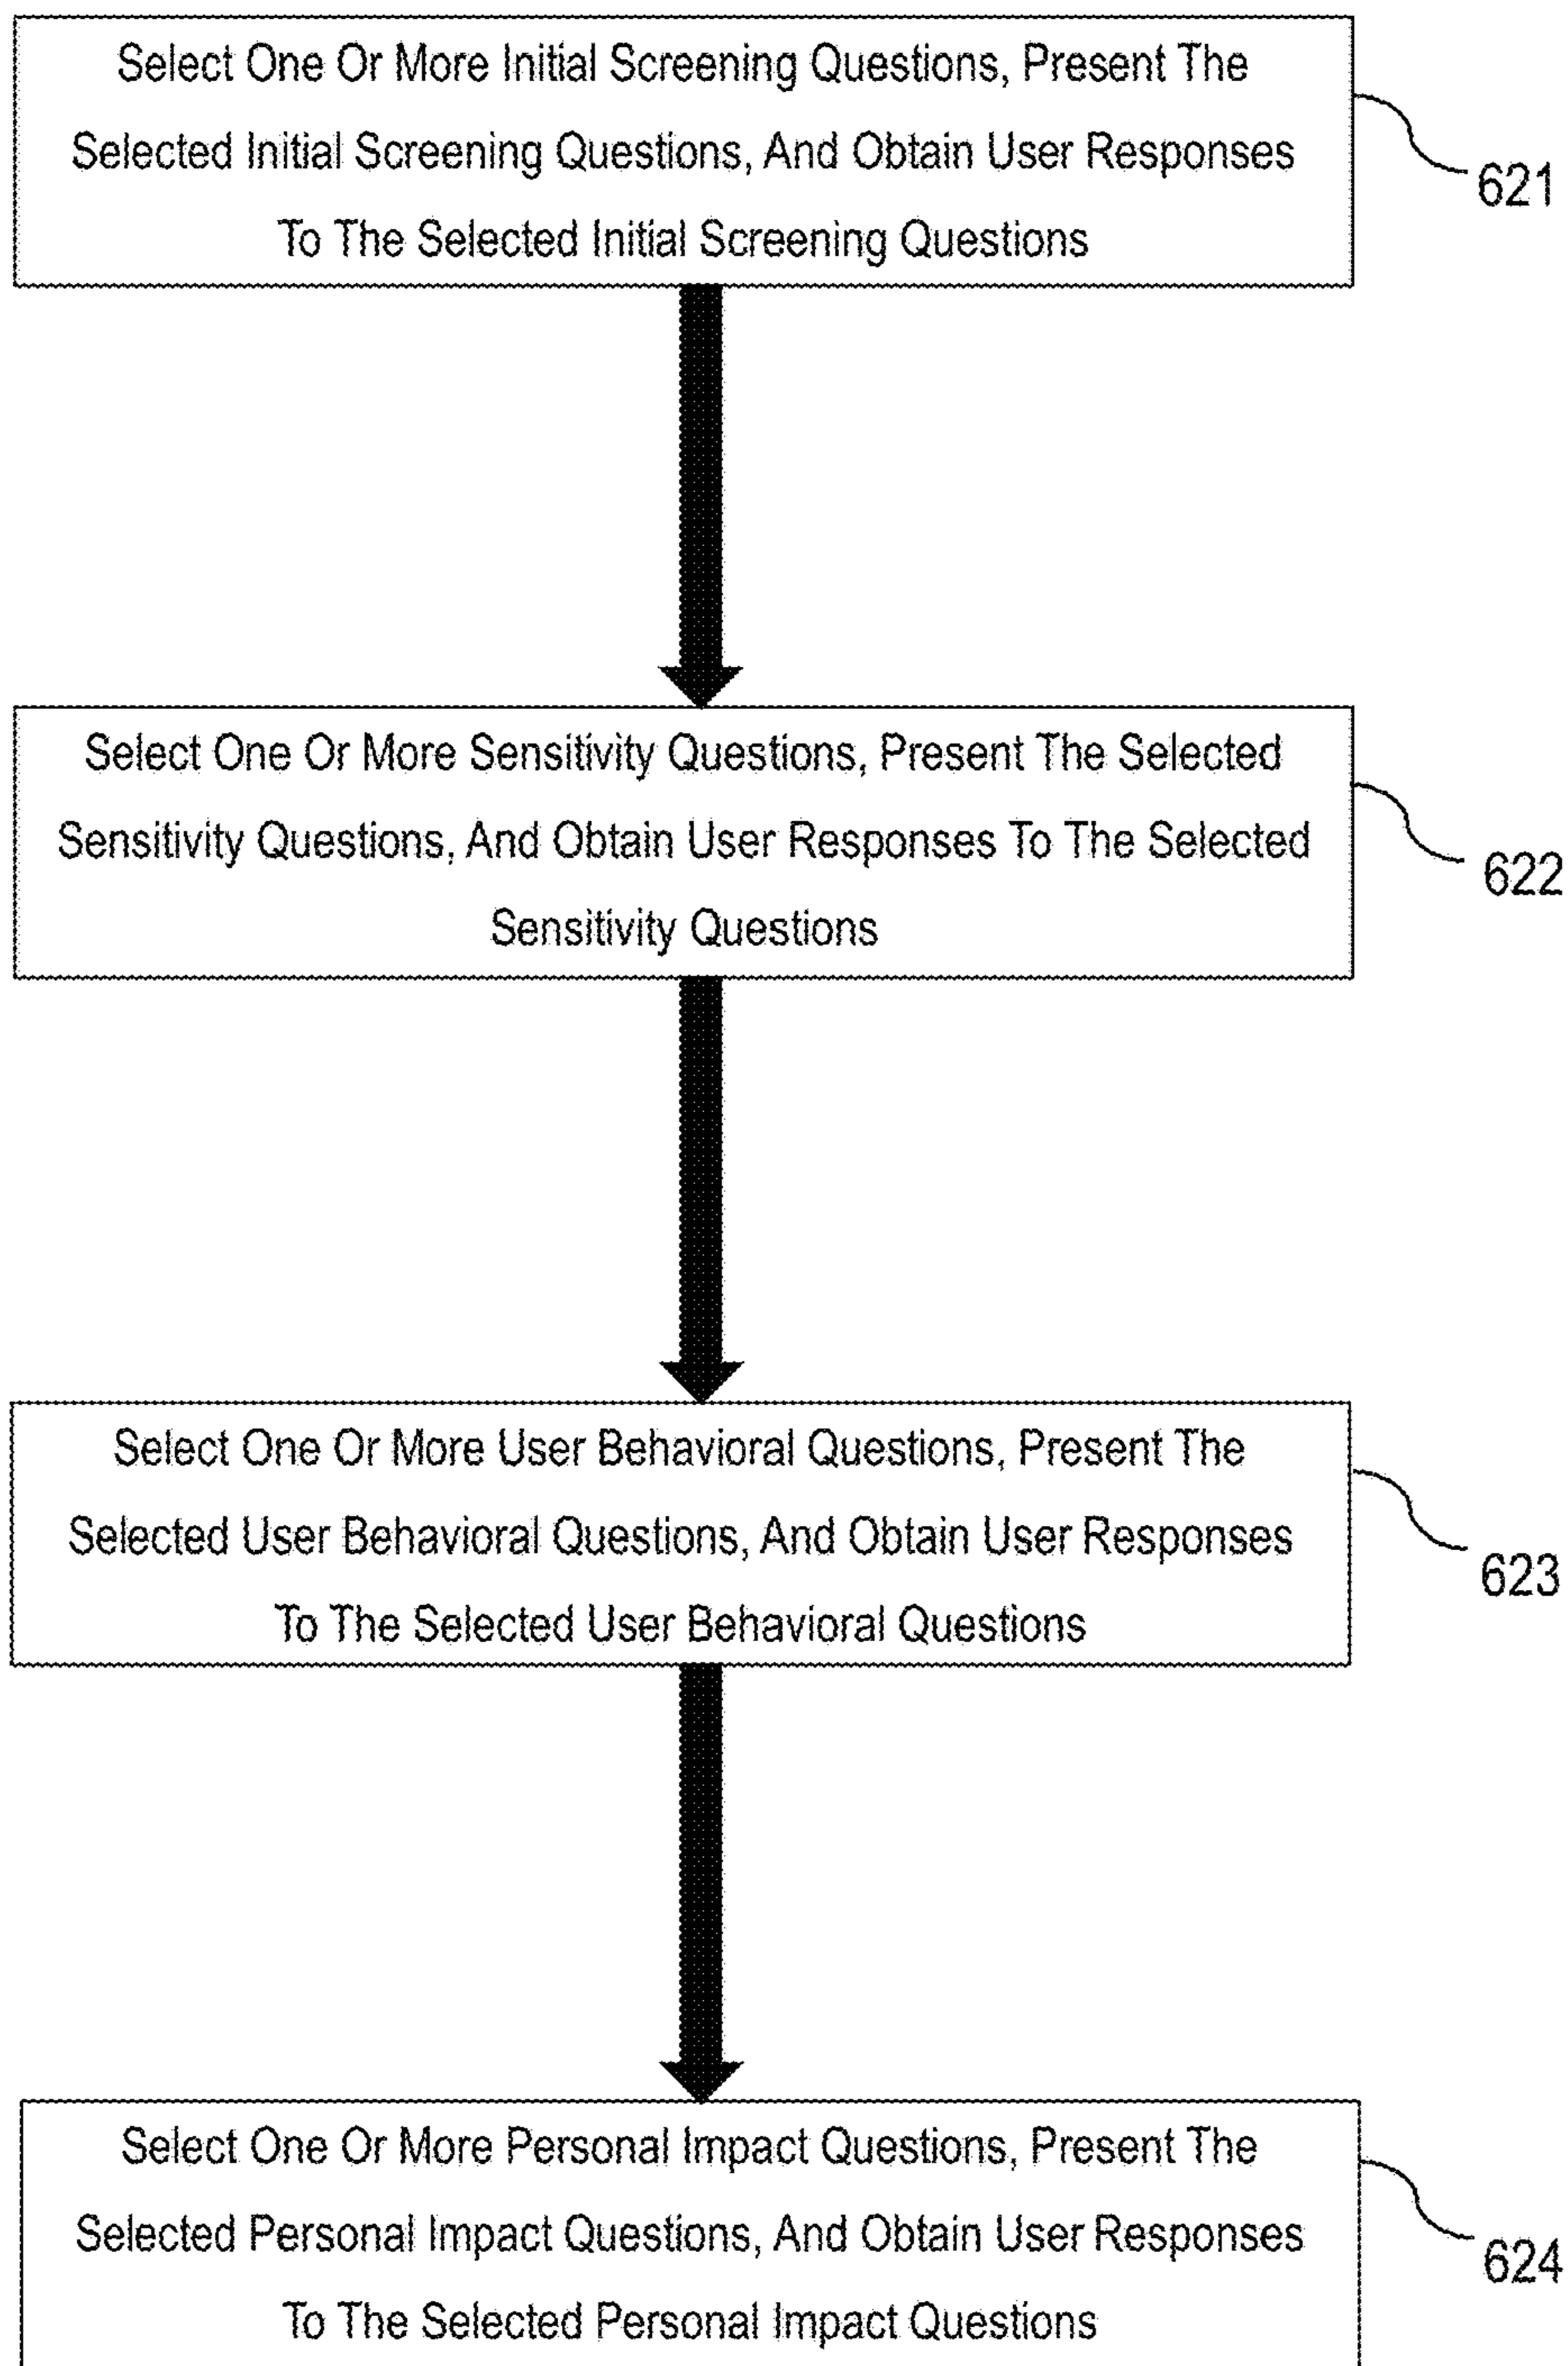 Select One Or More Initial Screening Questions, Present The
Selected Initial Screening Questions, And Obtain User Responses
To The Selected Initial Screening Questions
621
Select One Or More Sensitivity Questions, Present The Selected
Sensitivity Questions, And Obtain User Responses To The Selected
Sensitivity Questions
622
Select One Or More User Behavioral Questions, Present The
Selected User Behavioral Questions, And Obtain User Responses
To The Selected User Behavioral Questions
623
Select One Or More Personal Impact Questions, Present The
Selected Personal Impact Questions, And Obtain User Responses
To The Selected Personal Impact Questions
624